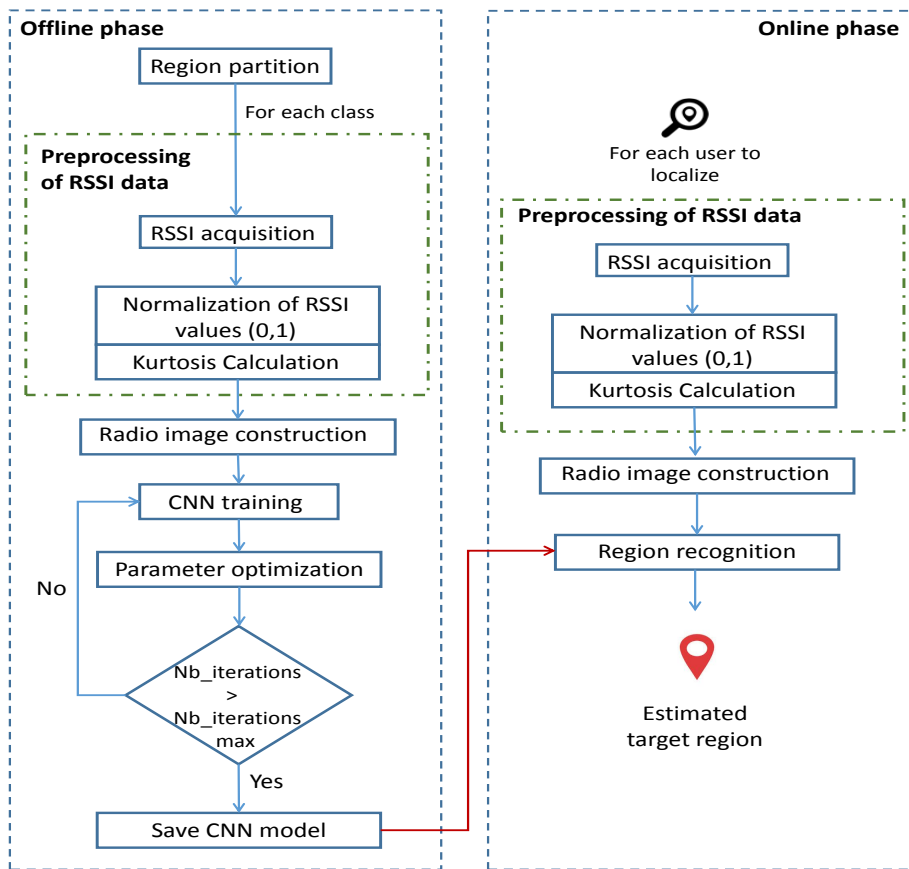 Offline phase
Region partition
For each class
Preprocessing
of RSSI data
RSSI acquisition
Normalization of RSSI
values (0,1)
Kurtosis Calculation
Radio image construction
CNN training
Parameter optimization
No
Nb_iterations
>
Nb_iterations
max
Yes
Save CNN model
Online phase
For each user to
localize
Preprocessing of RSSI data
RSSI acquisition
Normalization of RSSI
values (0,1)
Kurtosis Calculation
Radio image construction
Region recognition
Estimated
target region